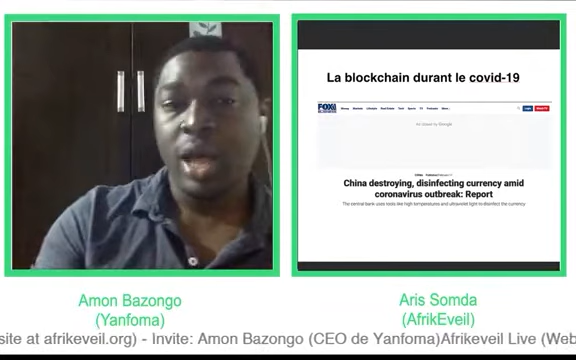 La blockchain durant le covid-19
FOX
China destroying, disinfecting currency amid
coronavirus outbreak: Report
The central bank uses tools like high temperatures and ultraviolet light to disinfect the currency
Amon Bazongo
(Yanfoma)
Aris Somda
(AfrikEveil)
site at afrikeveil.org) - Invite: Amon Bazongo (CEO de Yanfoma)Afrikeveil Live (Web